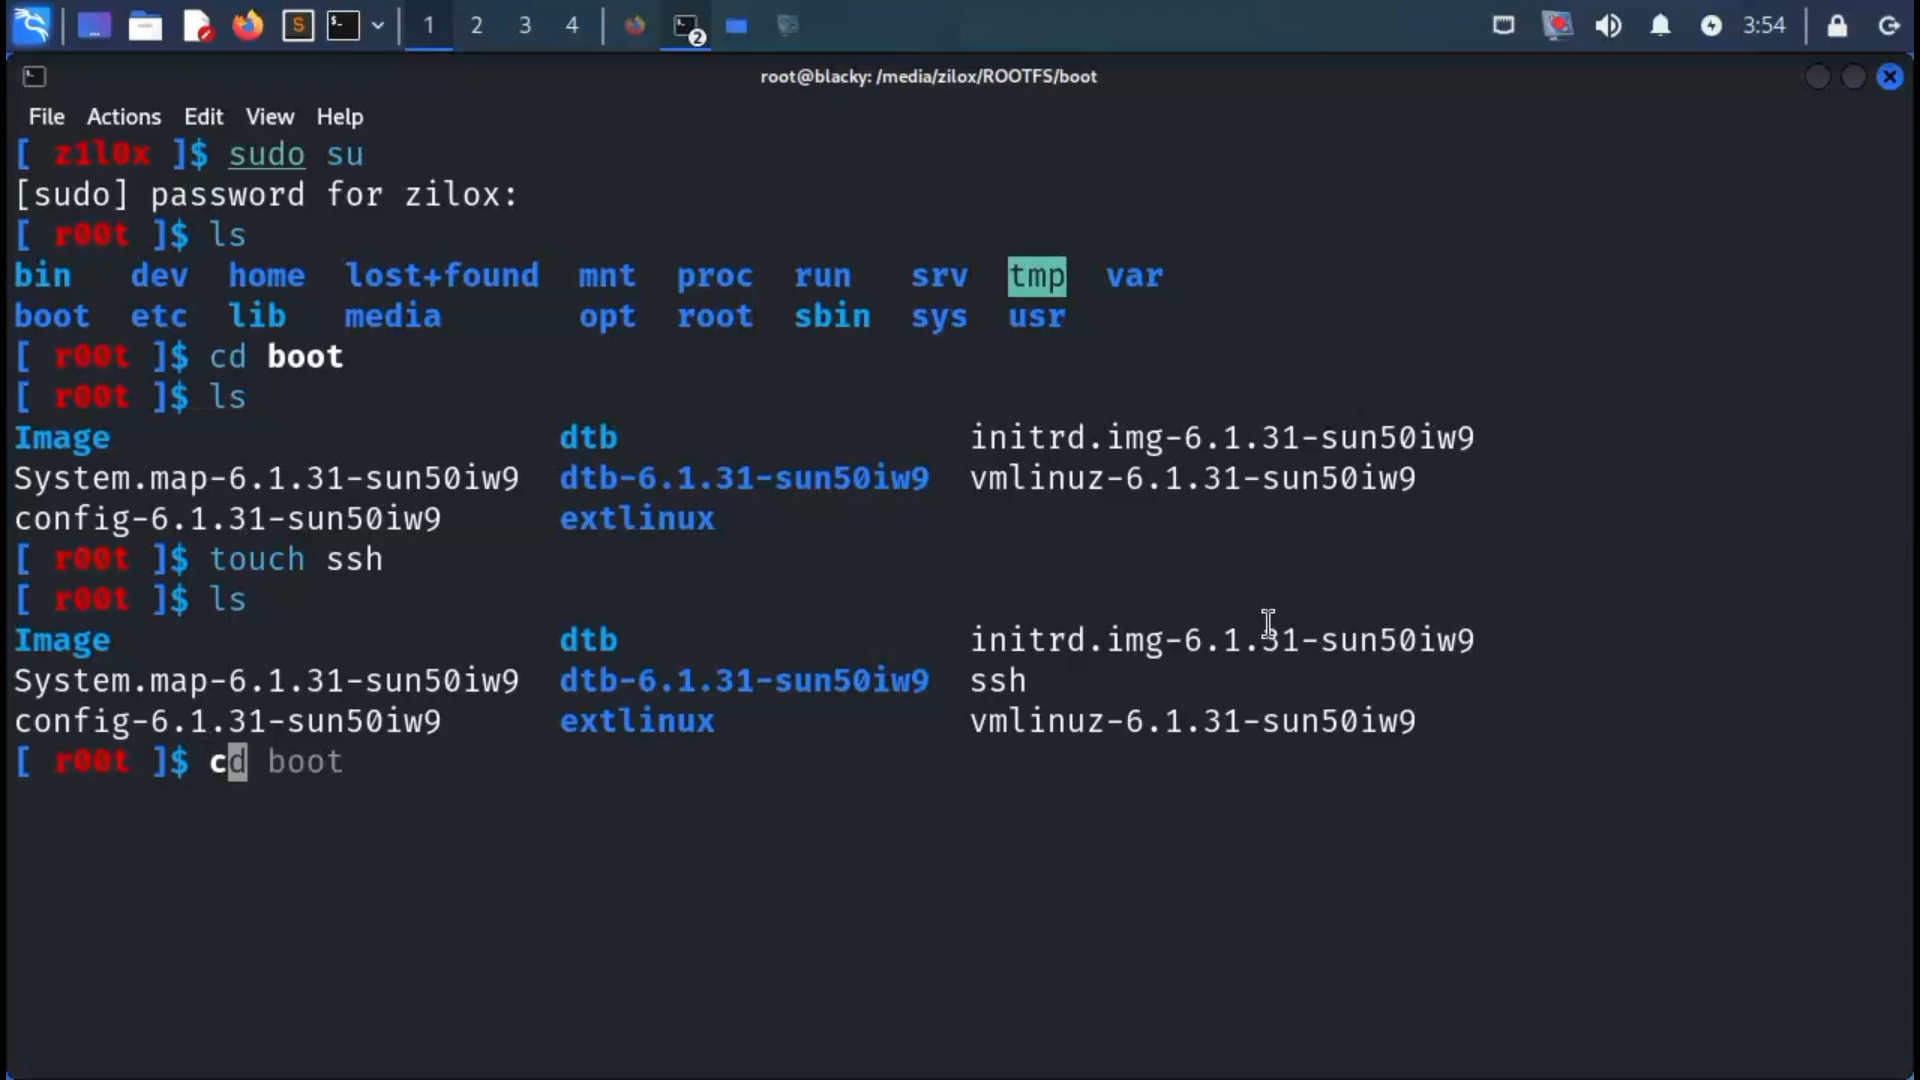 S 1 2 3 4 2 3:54
root@blacky: /media/zilox/ROOTFS/boot
File Actions Edit View Help
[ z1l0x ]$ sudo su
[sudo] password for zilox:
[ r00t ]$ ls
bin dev home lost+found mnt proc run srv tmp var
boot etc lib media opt root sbin sys usr
[ r00t ]$ cd boot
[ r00t ]$ ls
Image dtb initrd.img-6.1.31-sun50iw9
System.map-6.1.31-sun50iw9 dtb-6.1.31-sun50iw9 vmlinuz-6.1.31-sun50iw9
config-6.1.31-sun50iw9 extlinux
[ r00t ]$ touch ssh
[ r00t ]$ ls
Image dtb initrd.img-6.1.31-sun50iw9
System.map-6.1.31-sun50iw9 dtb-6.1.31-sun50iw9 ssh
config-6.1.31-sun50iw9 extlinux vmlinuz-6.1.31-sun50iw9
[ r00t ]$ cd boot